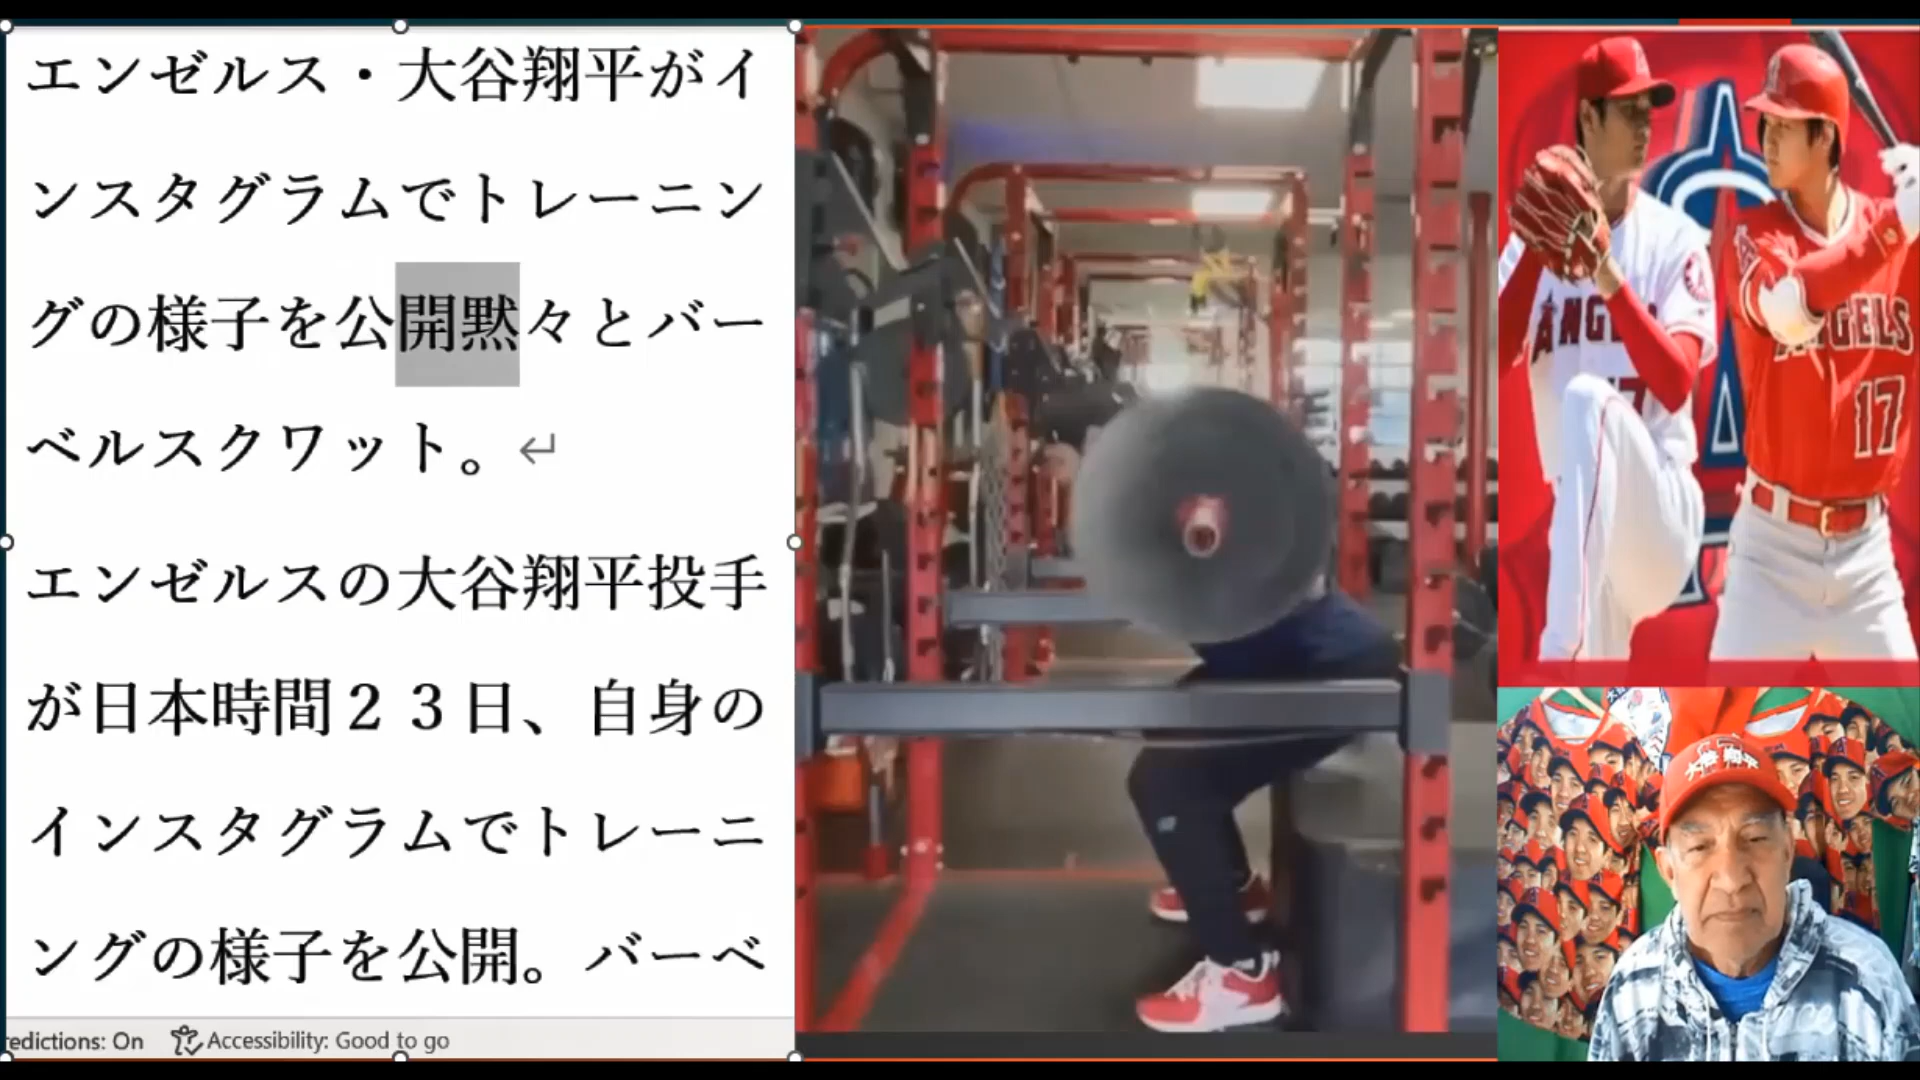 エンゼルス・大谷翔平がイ
ンスタグラムでトレーニン
グの様子を公開黙々とバー
ベルスクワット。↵
エンゼルスの大谷翔平投手
が日本時間２３日、自身の
インスタグラムでトレーニ
ングの様子を公開。バーベ
edictions: On
Accessibility: Good to go
ANGELS
17
大谷 翔平